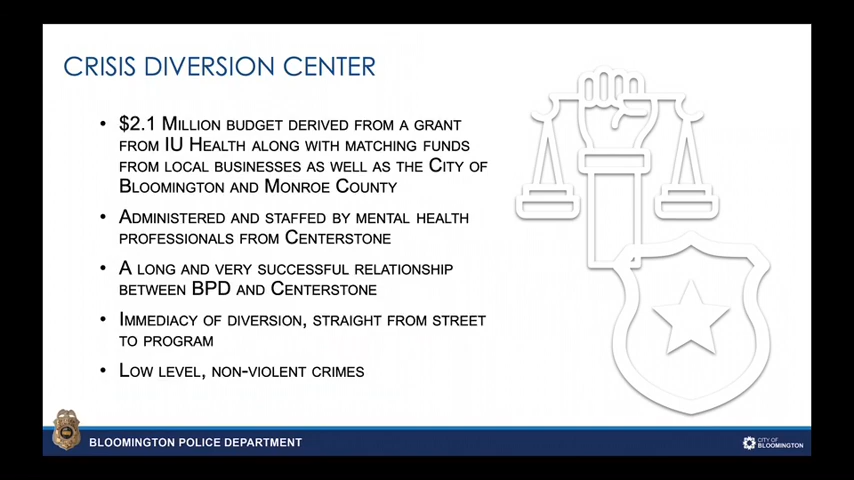 CRISIS DIVERSION CENTER
• $2.1 MILLION BUDGET DERIVED FROM A GRANT
FROM IU HEALTH ALONG WITH MATCHING FUNDS
FROM LOCAL BUSINESSES AS WELL AS THE CITY OF
BLOOMINGTON AND MONROE COUNTY
• ADMINISTERED AND STAFFED BY MENTAL HEALTH
PROFESSIONALS FROM CENTERSTONE
• A LONG AND VERY SUCCESSFUL RELATIONSHIP
BETWEEN BPD AND CENTERSTONE
• IMMEDIACY OF DIVERSION, STRAIGHT FROM STREET
TO PROGRAM
• LOW LEVEL, NON-VIOLENT CRIMES
BLOOMINGTON POLICE DEPARTMENT
CITY OF
BLOOMINGTON